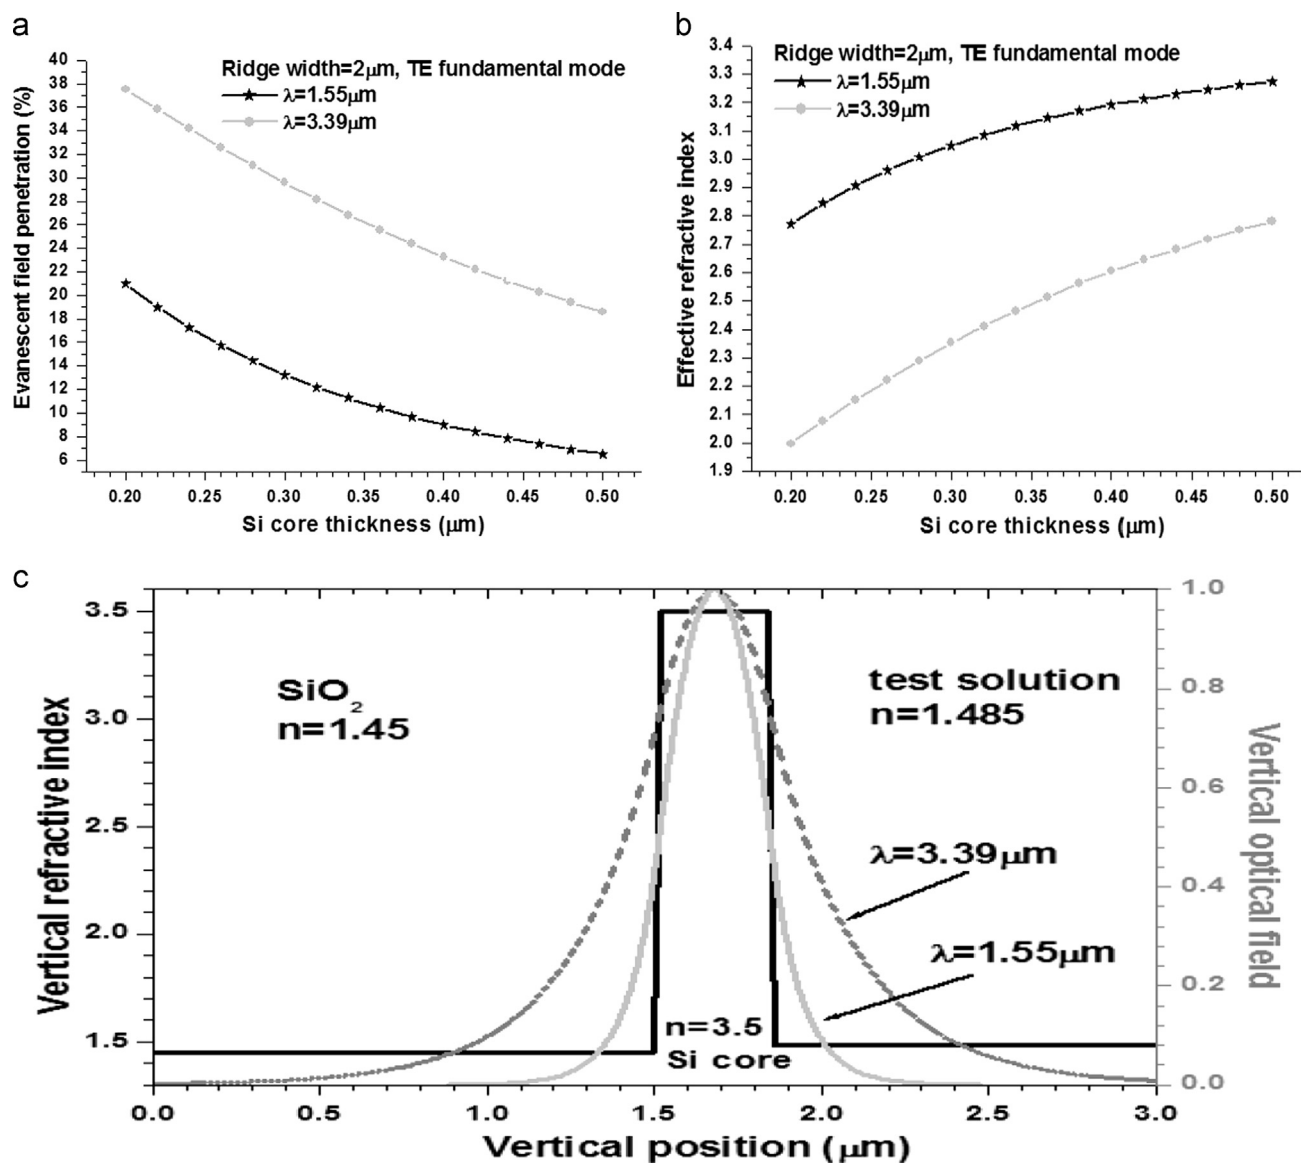 a
Ridge width=2μm, TE fundamental mode
λ=1.55μm
λ=3.39μm
Evanescent field penetration (%)
40
38
36
34
32
30
28
26
24
22
20
18
16
14
12
10
8
6
0.20 0.25 0.30 0.35 0.40 0.45 0.50
Si core thickness (μm)
b
Ridge width=2μm, TE fundamental mode
λ=1.55μm
λ=3.39μm
Effective refractive index
3.4
3.3
3.2
3.1
3.0
2.9
2.8
2.7
2.6
2.5
2.4
2.3
2.2
2.1
2.0
1.9
0.20 0.25 0.30 0.35 0.40 0.45 0.50
Si core thickness (μm)
c
Vertical refractive index
3.5
3.0
2.5
2.0
1.5
SiO₂
n=1.45
test solution
n=1.485
λ=3.39μm
λ=1.55μm
n=3.5
Si core
1.0
0.8
0.6
0.4
0.2
0.0
Vertical optical field
0.0 0.5 1.0 1.5 2.0 2.5 3.0
Vertical position (μm)